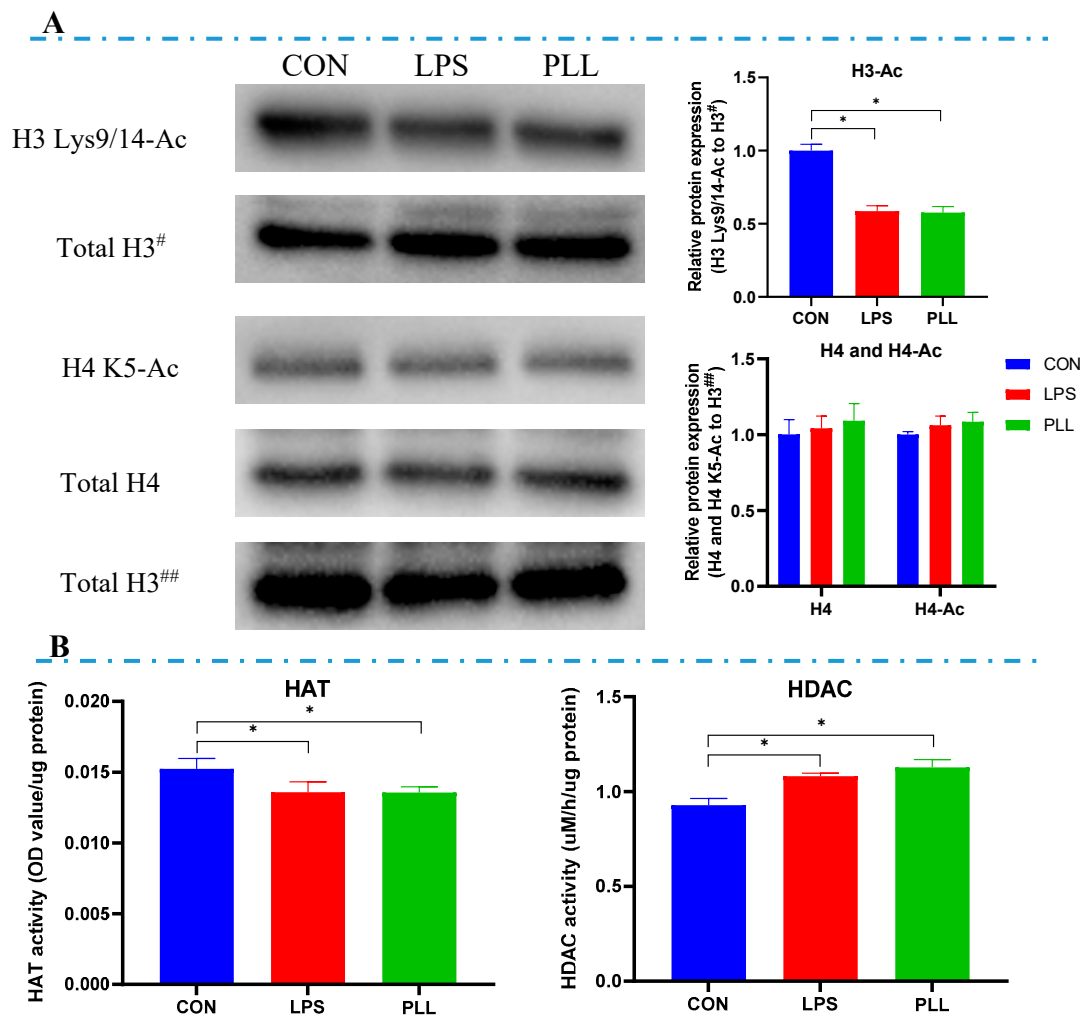 A
CON LPS PLL
H3 Lys9/14-Ac
Total H3#
H4 K5-Ac
Total H4
Total H3##
H3-Ac
Relative protein expression
(H3 Lys9/14-Ac to H3#)
1.5
1.0
0.5
0.0
*
*
CON LPS PLL
H4 and H4-Ac
Relative protein expression
(H4 and H4 K5-Ac to H3##)
1.5
1.0
0.5
0.0
H4 H4-Ac
CON
LPS
PLL
B
HAT
HAT activity (OD value/ug protein)
0.020
0.015
0.010
0.005
0.000
*
*
CON LPS PLL
HDAC
HDAC activity (uM/h/ug protein)
1.5
1.0
0.5
0.0
*
*
CON LPS PLL